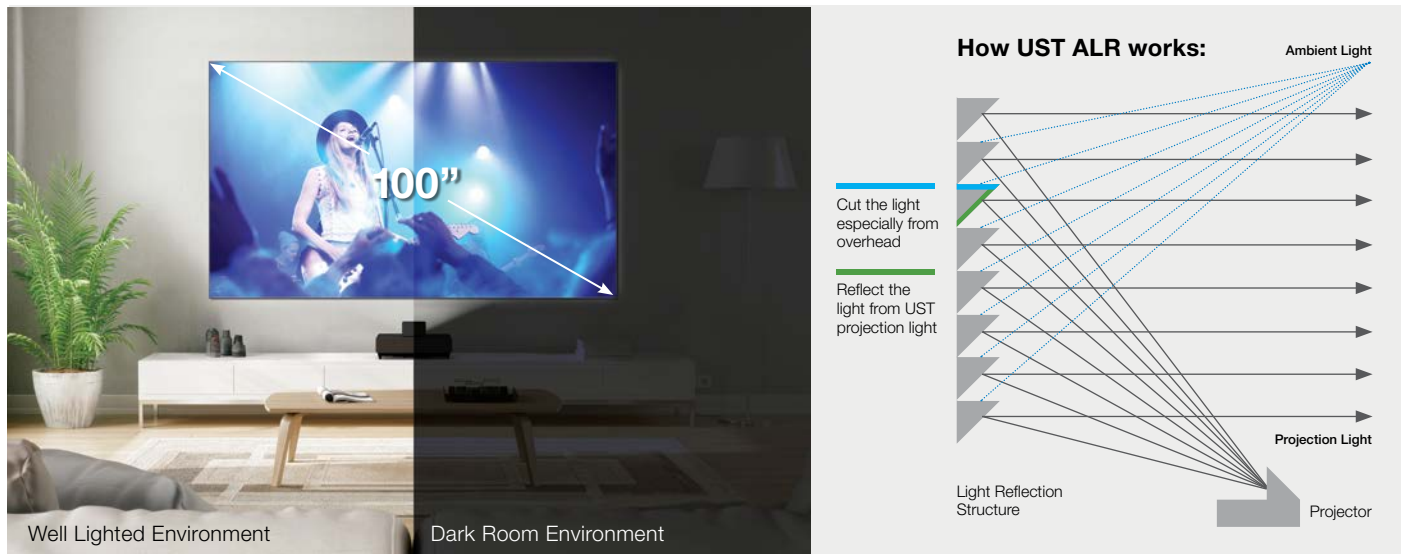 100”
Well Lighted Environment
Dark Room Environment
How UST ALR works:
Ambient Light
Cut the light
especially from
overhead
Reflect the
light from UST
projection light
Projection Light
Light Reflection
Structure
Projector